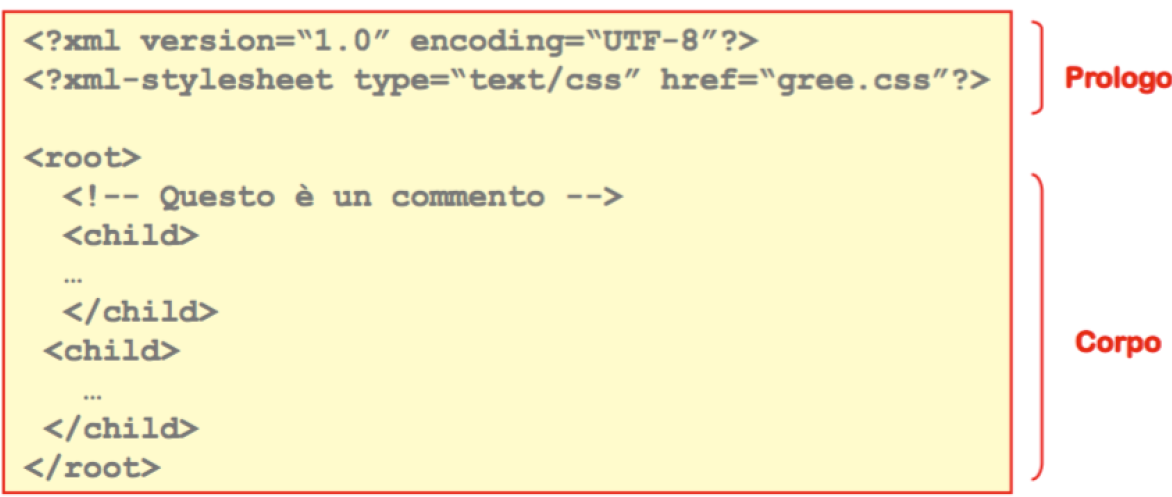 <?xml version=“1.0” encoding=“UTF-8”?>
<?xml-stylesheet type=“text/css” href=“gree.css”?>
Prologo
<root>
<!-- Questo è un commento -->
<child>
…
</child>
<child>
Corpo
…
</child>
</root>